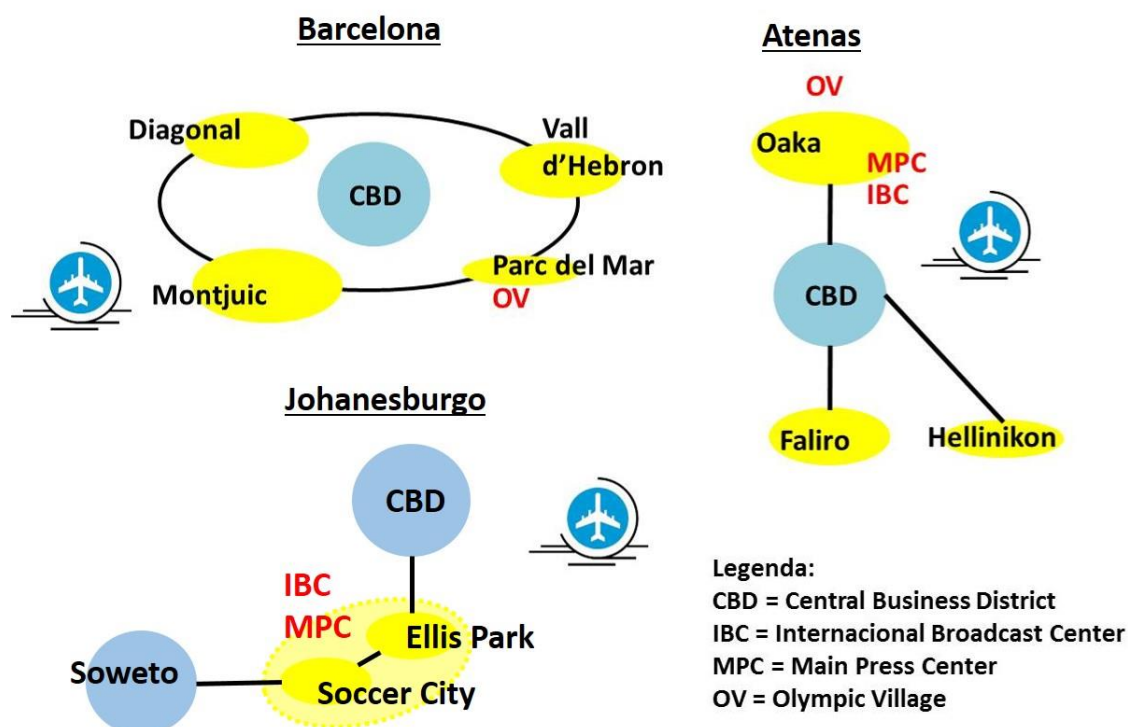 Barcelona
Diagonal
Vall
d'Hebron
CBD
Montjuic
Parc del Mar
OV
Atenas
OV
Oaka
MPC
IBC
CBD
Faliro
Hellinikon
Johanesburgo
CBD
IBC
MPC
Ellis Park
Soweto
Soccer City
Legenda:
CBD = Central Business District
IBC = Internacional Broadcast Center
MPC = Main Press Center
OV = Olympic Village